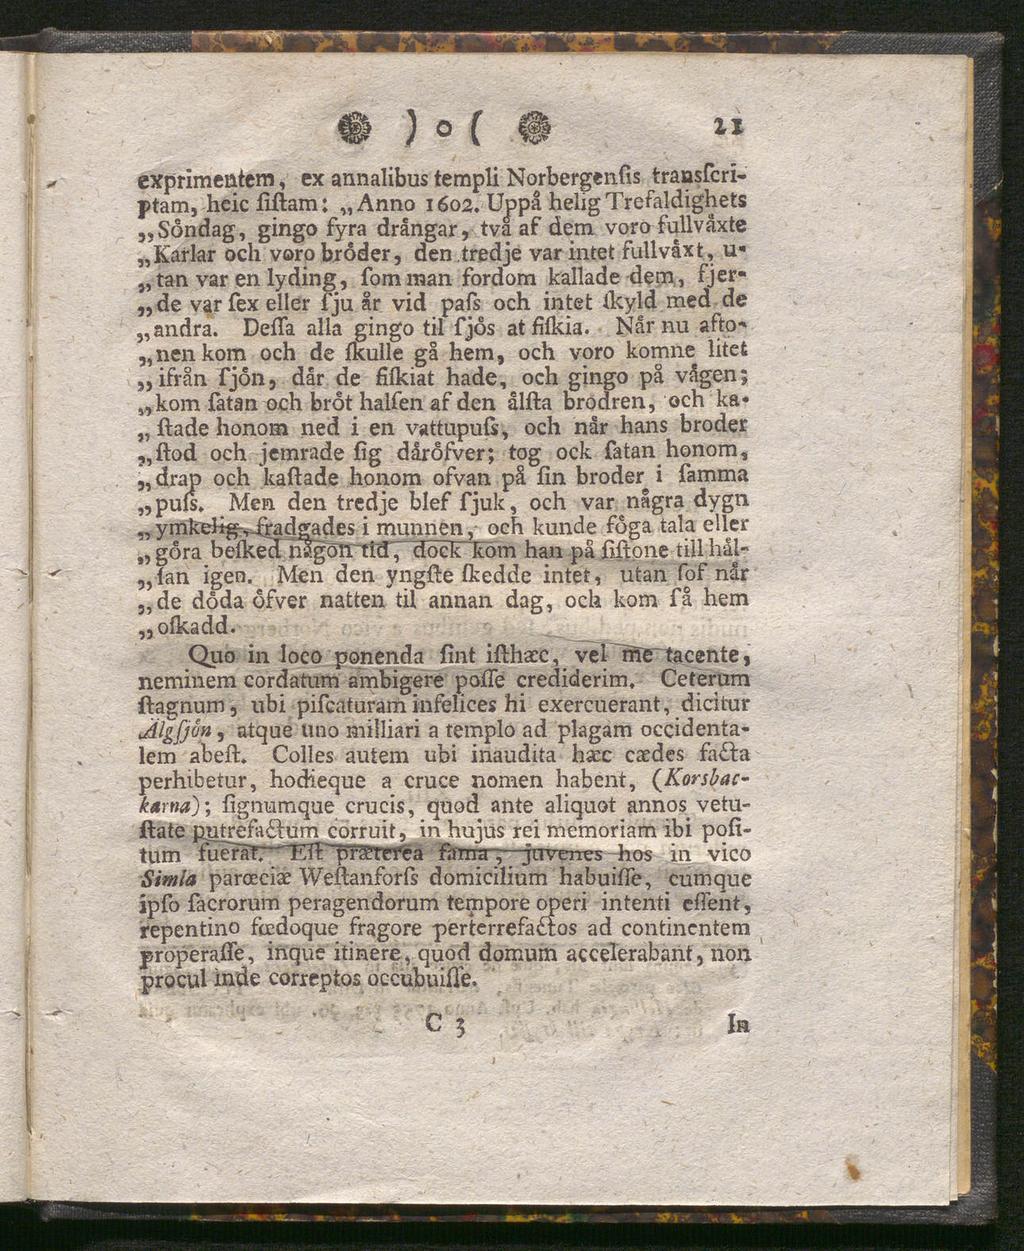 ) o ( 21
exprimentem, ex annalibus templi Norbergenſis transſcri-
ptam, heic ſiſtam: „Anno 1602. Uppå helig Trefaldighets
„Söndag, gingo fyra drångar, två af dem voro fullvåxte
„Karlar och voro bröder, den tredje var intet fullvåxt, u-
„tan var en lyding, ſom man fordom kallade dem, fjer-
„de var ſex eller ſju år vid paſs och intet ſkyld med de
„andra. Deſſa alla gingo til ſjös at fiſkia. Når nu afto-
„nen kom och de ſkulle gå hem, och voro komne litet
„ifrån ſjön, dår de fiſkiat hade, och gingo på vågen;
„kom ſatan och bröt halſen af den ålſta brodren, och ka-
„ſtade honom ned i en vattupuſs, och når hans broder
„ſtod och jemrade ſig dåröfver; tog ock ſatan honom,
„drap och kaſtade honom ofvan på ſin broder i ſamma
„puſs. Men den tredje blef ſjuk, och var några dygn
„ymkelig, fradgades i munnen, och kunde föga tala eller
„göra beſked någon tid, dock kom han på ſiſtone till hål-
„ſan igen. Men den yngſte ſkedde intet, utan ſof når
„de döda öfver natten til annan dag, och kom ſå hem
„oſkadd.
Quo in loco ponenda ſint iſthæc, vel me tacente,
neminem cordatum ambigere poſſe crediderim. Ceterum
ſtagnum, ubi piſcaturam infelices hi exercuerant, dicitur
Älgſjön, atque uno milliari a templo ad plagam occidenta-
lem abeſt. Colles autem ubi inaudita hæc cædes facta
perhibetur, hodieque a cruce nomen habent, (Korsbac-
karna); ſignumque crucis, quod ante aliquot annos vetu-
ſtate putrefactum corruit, in hujus rei memoriam ibi poſi-
tum fuerat. Eſt præterea fama, juvenes hos in vico
Simla parœciæ Weſtanforſs domicilium habuiſſe, cumque
ipſo ſacrorum peragendorum tempore operi intenti eſſent,
repentino fœdoque fragore perterrefactos ad continentem
properaſſe, inque itinere, quod domum accelerabant, non
procul inde correptos occubuiſſe.
C 3 In